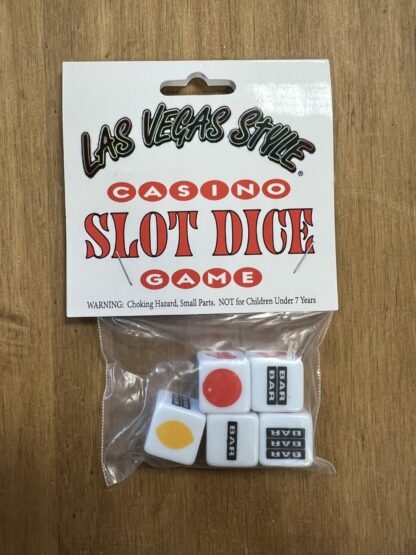 LAS VEGAS STYLE®
CASINO
SLOT DICE
GAME
WARNING: Choking Hazard, Small Parts. NOT for Children Under 7 Years
BAR
BAR
BAR
BAR
BAR
BAR